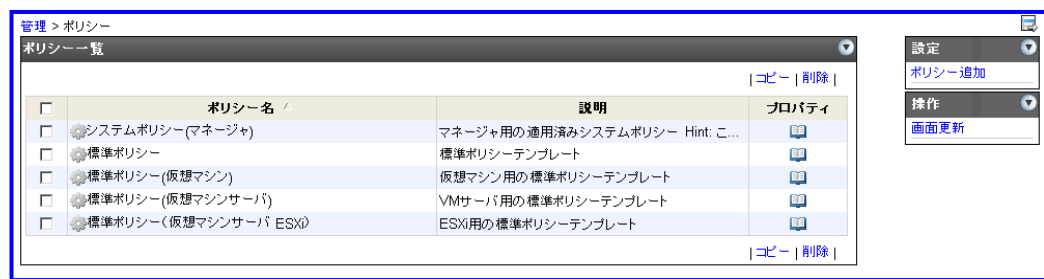 管理 > ポリシー
ポリシー一覧
|コピー|削除|
ポリシー名 説明 プロパティ
システムポリシー(マネージャ) マネージャ用の適用済みシステムポリシー Hint: こ...
標準ポリシー 標準ポリシーテンプレート
標準ポリシー(仮想マシン) 仮想マシン用の標準ポリシーテンプレート
標準ポリシー(仮想マシンサーバ) VMサーバ用の標準ポリシーテンプレート
標準ポリシー(仮想マシンサーバ ESXi) ESXi用の標準ポリシーテンプレート
|コピー|削除|
設定
ポリシー追加
操作
画面更新